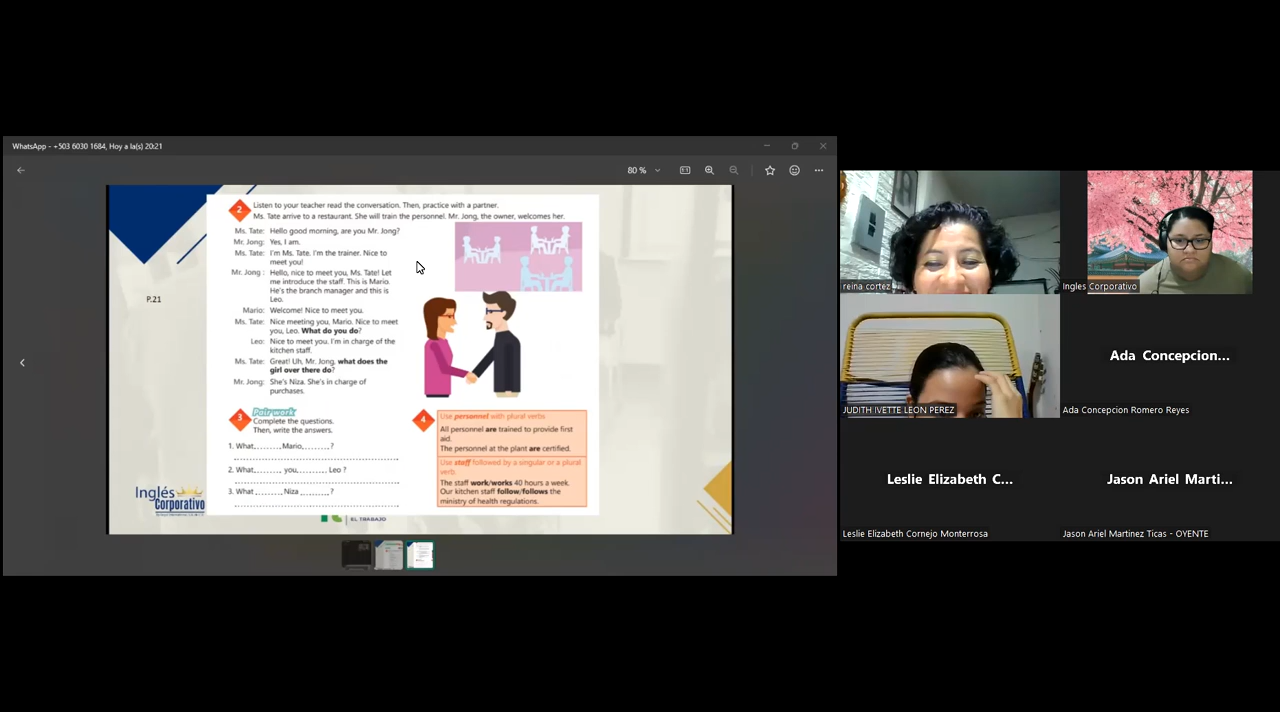 WhatsApp - +503 6030 1684, Hoy a la(s) 20:21
80 %
2 Listen to your teacher read the conversation. Then, practice with a partner.
Ms. Tate arrive to a restaurant. She will train the personnel. Mr. Jong, the owner, welcomes her.
Ms. Tate: Hello good morning, are you Mr. Jong?
Mr. Jong: Yes, I am.
Ms. Tate: I'm Ms. Tate, I'm the trainer. Nice to
meet you!
Mr. Jong : Hello, nice to meet you, Ms. Tate! Let
me introduce the staff. This is Mario.
He's the branch manager and this is
Leo.
Mario: Welcome! Nice to meet you.
Ms. Tate: Nice meeting you, Mario. Nice to meet
you, Leo. What do you do?
Leo: Nice to meet you. I'm in charge of the
kitchen staff.
Ms. Tate: Great! Uh, Mr. Jong, what does the
girl over there do?
Mr. Jong: She's Niza. She's in charge of
purchases.
P.21
3 Pair work
Complete the questions.
Then, write the answers.
1. What........, Mario,........, ?
2. What........, you,........, Leo ?
3. What ........, Niza ........, ?
4 Use personnel with plural verbs
All personnel are trained to provide first
aid.
The personnel at the plant are certified.
Use staff followed by a singular or a plural
verb.
The staff work/works 40 hours a week.
Our kitchen staff follow/follows the
ministry of health regulations.
Inglés
Corporativo
EL TRABAJO
reina cortez
Ingles Corporativo
JUDITH IVETTE LEON PEREZ
Ada Concepcion...
Ada Concepcion Romero Reyes
Leslie Elizabeth C...
Leslie Elizabeth Cornejo Monterrosa
Jason Ariel Marti...
Jason Ariel Martinez Ticas - OYENTE